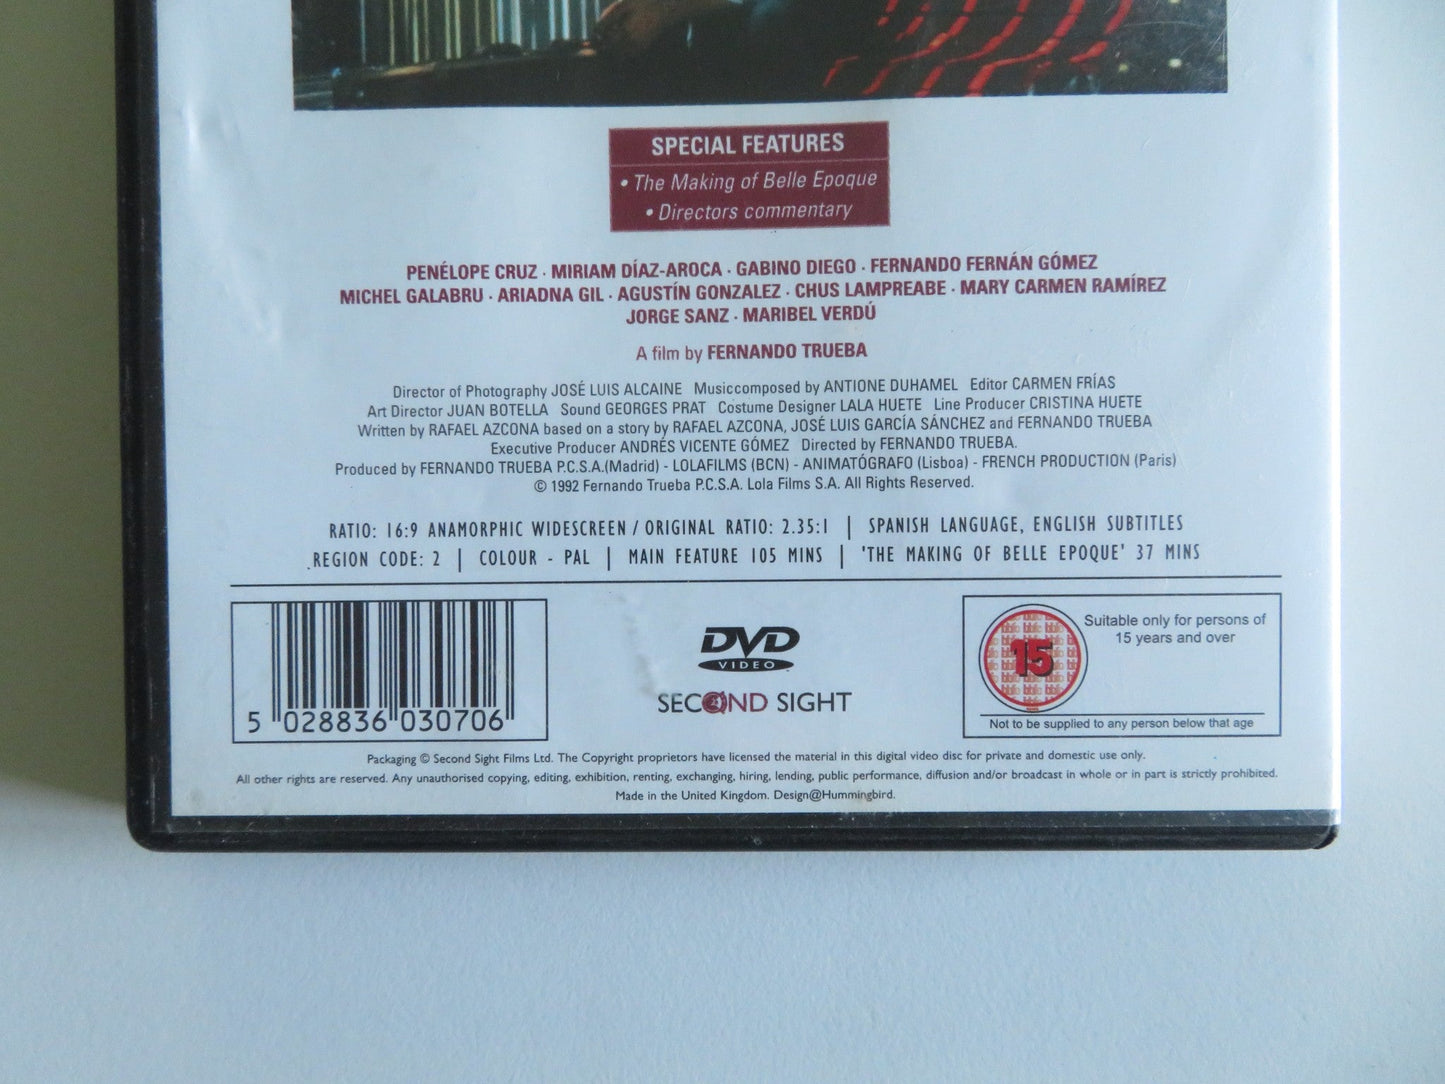 SPECIAL FEATURES
• The Making of Belle Epoque
• Directors commentary
PENÉLOPE CRUZ · MIRIAM DÍAZ-AROCA · GABINO DIEGO · FERNANDO FERNÁN GÓMEZ
MICHEL GALABRU · ARIADNA GIL · AGUSTÍN GONZALEZ · CHUS LAMPREABE · MARY CARMEN RAMÍREZ
JORGE SANZ · MARIBEL VERDÚ
A film by FERNANDO TRUEBA
Director of Photography JOSÉ LUIS ALCAINE Musiccomposed by ANTIONE DUHAMEL Editor CARMEN FRÍAS
Art Director JUAN BOTELLA Sound GEORGES PRAT Costume Designer LALA HUETE Line Producer CRISTINA HUETE
Written by RAFAEL AZCONA based on a story by RAFAEL AZCONA, JOSÉ LUIS GARCÍA SÁNCHEZ and FERNANDO TRUEBA
Executive Producer ANDRÉS VICENTE GÓMEZ Directed by FERNANDO TRUEBA.
Produced by FERNANDO TRUEBA P.C.S.A.(Madrid) - LOLAFILMS (BCN) - ANIMATÓGRAFO (Lisboa) - FRENCH PRODUCTION (Paris)
© 1992 Fernando Trueba P.C.S.A. Lola Films S.A. All Rights Reserved.
RATIO: 16:9 ANAMORPHIC WIDESCREEN / ORIGINAL RATIO: 2.35:1 | SPANISH LANGUAGE, ENGLISH SUBTITLES
REGION CODE: 2 | COLOUR - PAL | MAIN FEATURE 105 MINS | 'THE MAKING OF BELLE EPOQUE' 37 MINS
5 028836 030706
DVD
VIDEO
SECOND SIGHT
15
Suitable only for persons of
15 years and over
Not to be supplied to any person below that age
Packaging © Second Sight Films Ltd. The Copyright proprietors have licensed the material in this digital video disc for private and domestic use only.
All other rights are reserved. Any unauthorised copying, editing, exhibition, renting, exchanging, hiring, lending, public performance, diffusion and/or broadcast in whole or in part is strictly prohibited.
Made in the United Kingdom. Design@Hummingbird.